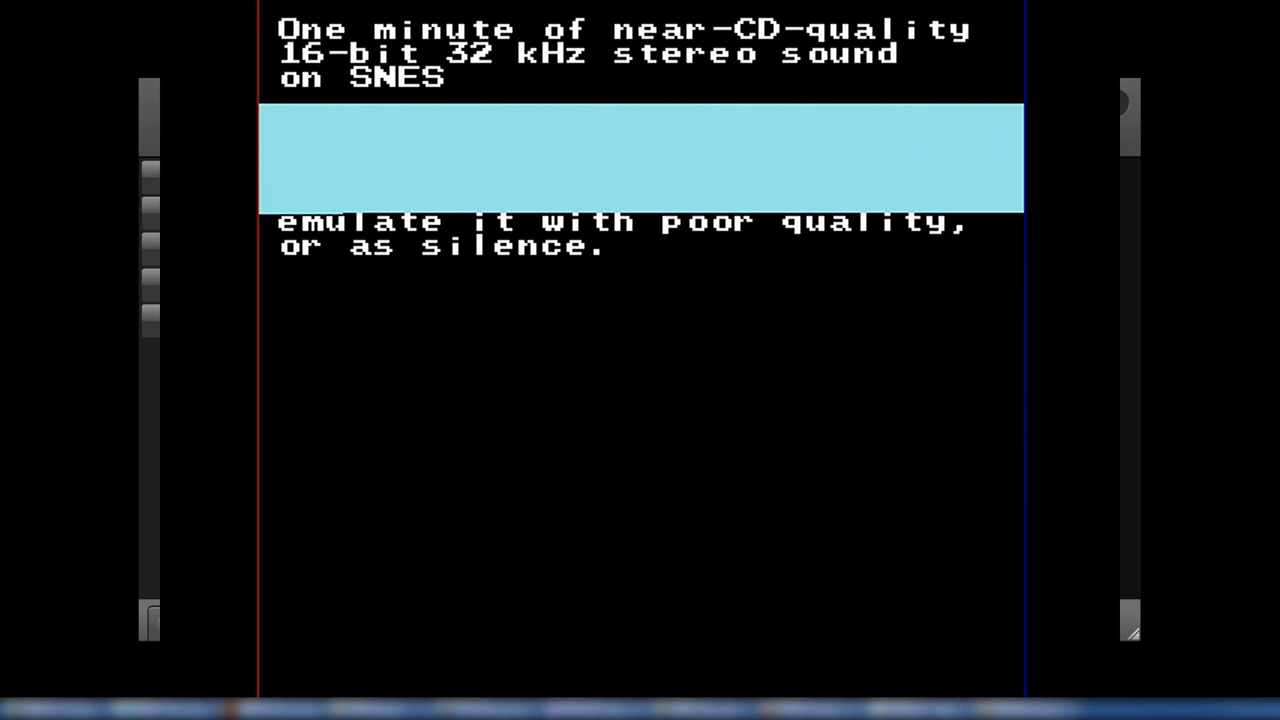 One minute of near-CD-quality
16-bit 32 kHz stereo sound
on SNES
emulate it with poor quality,
or as silence.